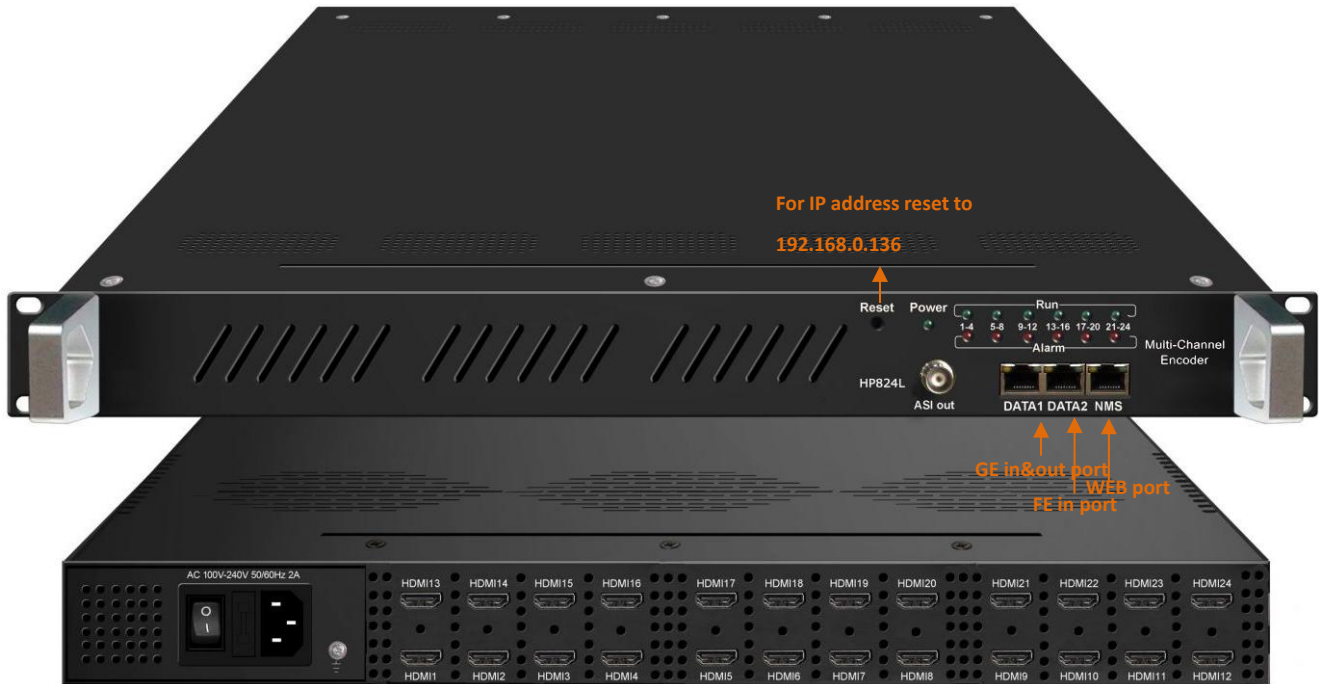 For IP address reset to
192.168.0.136
Reset Power Run
1-4 5-8 9-12 13-16 17-20 21-24
Alarm
Multi-Channel
Encoder
HP824L
ASI out
DATA1 DATA2 NMS
GE in&out port
WEB port
FE in port
AC 100V-240V 50/60Hz 2A
O
I
HDMI13 HDMI14 HDMI15 HDMI16 HDMI17 HDMI18 HDMI19 HDMI20 HDMI21 HDMI22 HDMI23 HDMI24
HDMI1 HDMI2 HDMI3 HDMI4 HDMI5 HDMI6 HDMI7 HDMI8 HDMI9 HDMI10 HDMI11 HDMI12